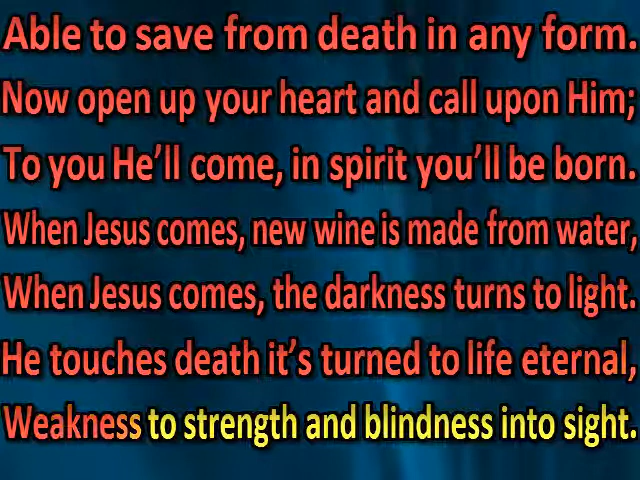 Able to save from death in any form.
Now open up your heart and call upon Him;
To you He’ll come, in spirit you’ll be born.
When Jesus comes, new wine is made from water,
When Jesus comes, the darkness turns to light.
He touches death it’s turned to life eternal,
Weakness to strength and blindness into sight.